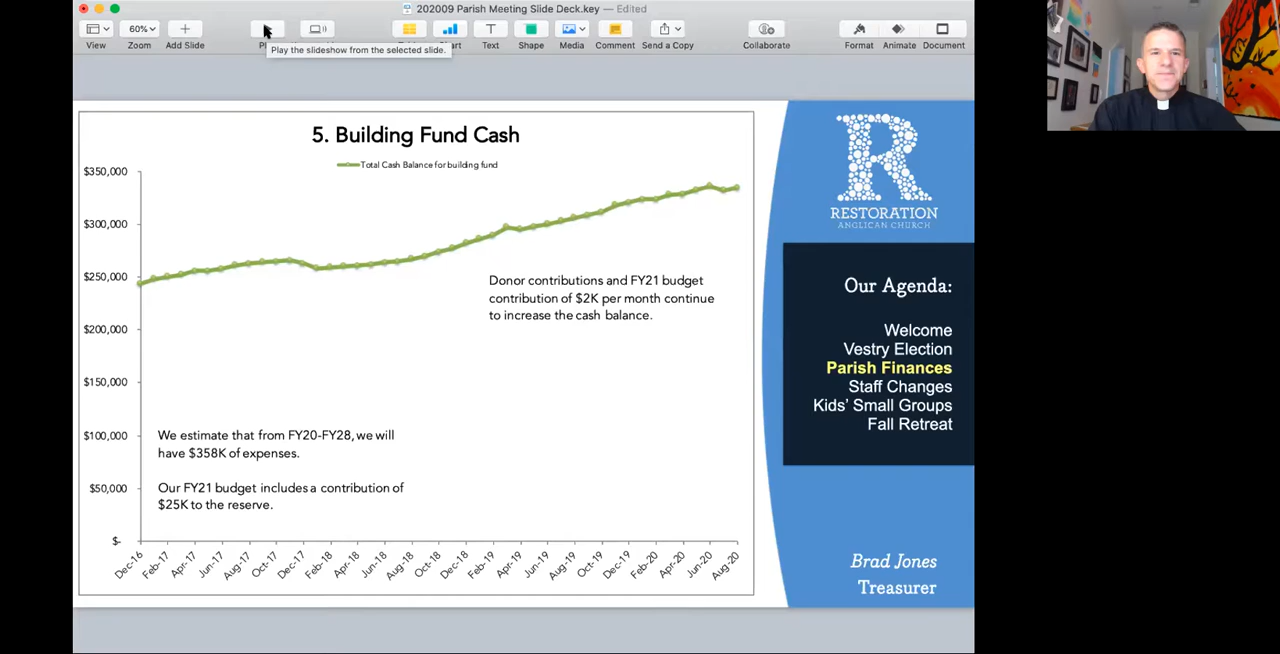 202009 Parish Meeting Slide Deck.key — Edited
60%
View
Zoom
Add Slide
Play the slideshow from the selected slide.
Text
Shape
Media
Comment
Send a Copy
Collaborate
Format
Animate
Document
5. Building Fund Cash
Total Cash Balance for building fund
$350,000
$300,000
$250,000
$200,000
$150,000
$100,000
$50,000
$-
Donor contributions and FY21 budget
contribution of $2K per month continue
to increase the cash balance.
We estimate that from FY20-FY28, we will
have $358K of expenses.
Our FY21 budget includes a contribution of
$25K to the reserve.
Dec-16
Feb-17
Apr-17
Jun-17
Aug-17
Oct-17
Dec-17
Feb-18
Apr-18
Jun-18
Aug-18
Oct-18
Dec-18
Feb-19
Apr-19
Jun-19
Aug-19
Oct-19
Dec-19
Feb-20
Apr-20
Jun-20
Aug-20
R
RESTORATION
ANGLICAN CHURCH
Our Agenda:
Welcome
Vestry Election
Parish Finances
Staff Changes
Kids' Small Groups
Fall Retreat
Brad Jones
Treasurer